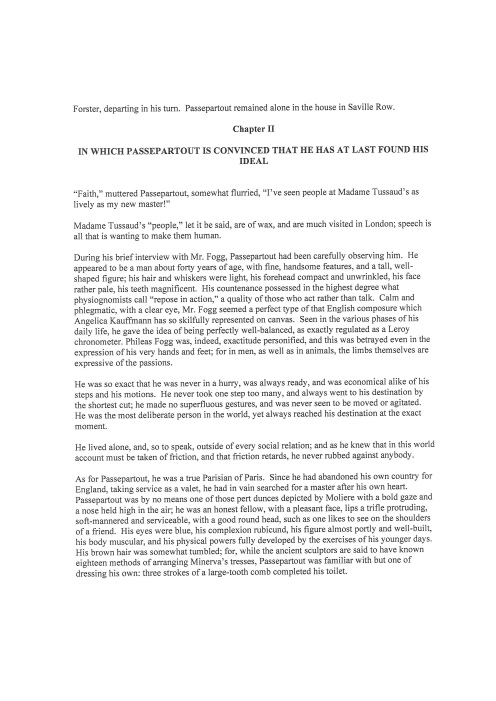 Forster, departing in his turn.  Passepartout remained alone in the house in Saville Row.
Chapter II
IN WHICH PASSEPARTOUT IS CONVINCED THAT HE HAS AT LAST FOUND HIS
IDEAL
“Faith,” muttered Passepartout, somewhat flurried, “I’ve seen people at Madame Tussaud’s as
lively as my new master!”
Madame Tussaud’s “people,” let it be said, are of wax, and are much visited in London; speech is
all that is wanting to make them human.
During his brief interview with Mr. Fogg, Passepartout had been carefully observing him.  He
appeared to be a man about forty years of age, with fine, handsome features, and a tall, well-
shaped figure; his hair and whiskers were light, his forehead compact and unwrinkled, his face
rather pale, his teeth magnificent.  His countenance possessed in the highest degree what
physiognomists call “repose in action,” a quality of those who act rather than talk.  Calm and
phlegmatic, with a clear eye, Mr. Fogg seemed a perfect type of that English composure which
Angelica Kauffmann has so skilfully represented on canvas.  Seen in the various phases of his
daily life, he gave the idea of being perfectly well-balanced, as exactly regulated as a Leroy
chronometer.  Phileas Fogg was, indeed, exactitude personified, and this was betrayed even in the
expression of his very hands and feet; for in men, as well as in animals, the limbs themselves are
expressive of the passions.
He was so exact that he was never in a hurry, was always ready, and was economical alike of his
steps and his motions.  He never took one step too many, and always went to his destination by
the shortest cut; he made no superfluous gestures, and was never seen to be moved or agitated.
He was the most deliberate person in the world, yet always reached his destination at the exact
moment.
He lived alone, and, so to speak, outside of every social relation; and as he knew that in this world
account must be taken of friction, and that friction retards, he never rubbed against anybody.
As for Passepartout, he was a true Parisian of Paris.  Since he had abandoned his own country for
England, taking service as a valet, he had in vain searched for a master after his own heart.
Passepartout was by no means one of those pert dunces depicted by Moliere with a bold gaze and
a nose held high in the air; he was an honest fellow, with a pleasant face, lips a trifle protruding,
soft-mannered and serviceable, with a good round head, such as one likes to see on the shoulders
of a friend.  His eyes were blue, his complexion rubicund, his figure almost portly and well-built,
his body muscular, and his physical powers fully developed by the exercises of his younger days.
His brown hair was somewhat tumbled; for, while the ancient sculptors are said to have known
eighteen methods of arranging Minerva’s tresses, Passepartout was familiar with but one of
dressing his own: three strokes of a large-tooth comb completed his toilet.